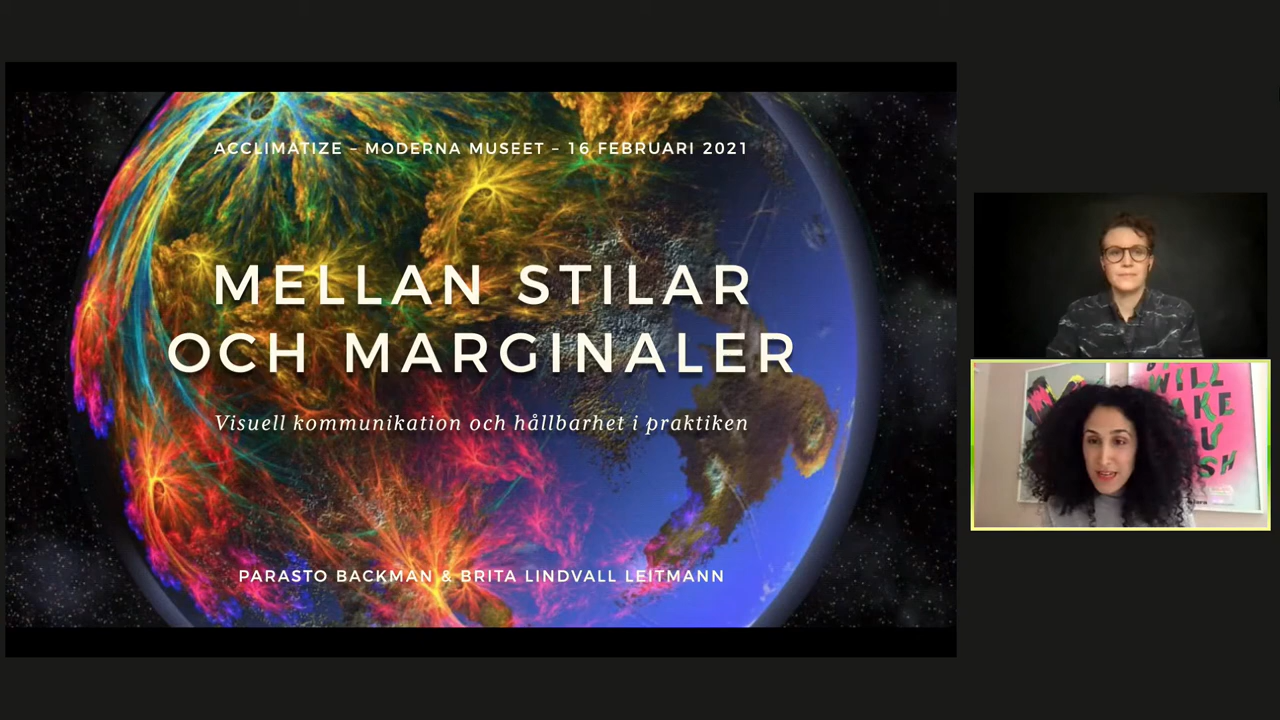 ACCLIMATIZE – MODERNA MUSEET – 16 FEBRUARI 2021
MELLAN STILAR
OCH MARGINALER
Visuell kommunikation och hållbarhet i praktiken
PARASTO BACKMAN & BRITA LINDVALL LEITMANN
WILL